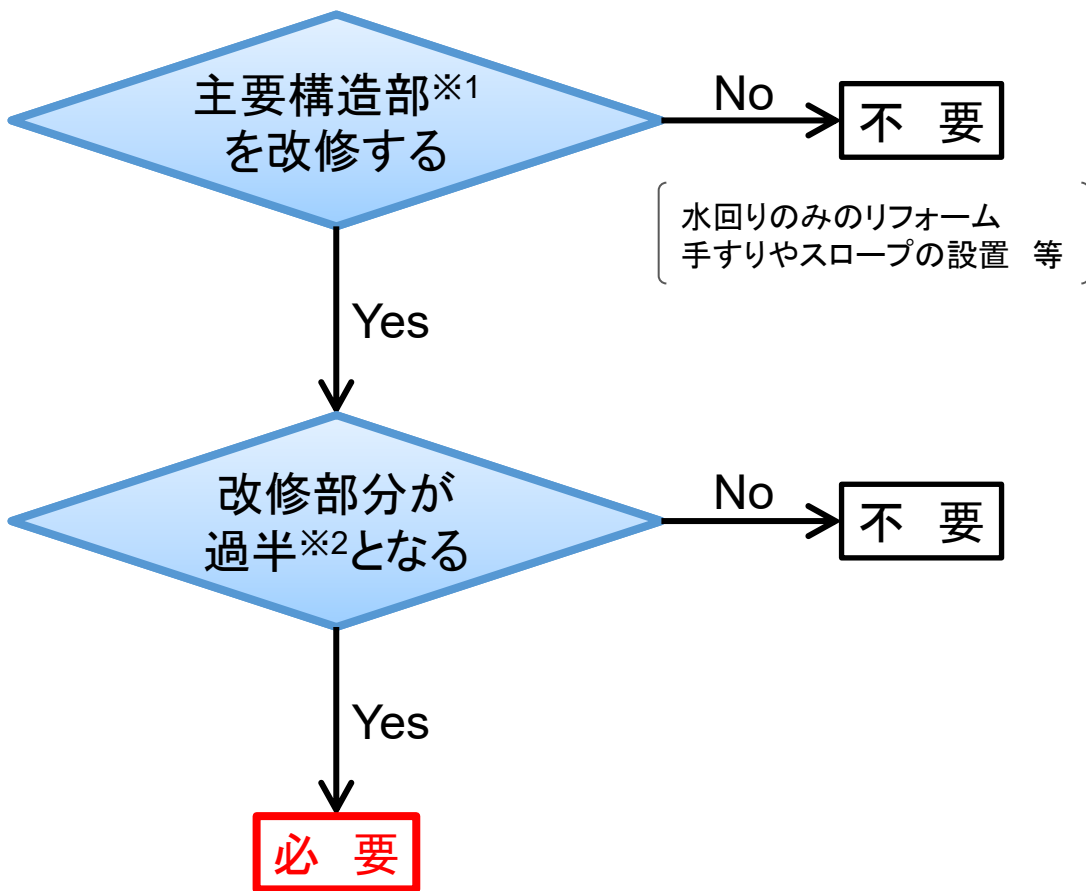 主要構造部※1
を改修する
No
不 要
水回りのみのリフォーム
手すりやスロープの設置 等
Yes
改修部分が
過半※2となる
No
不 要
Yes
必 要